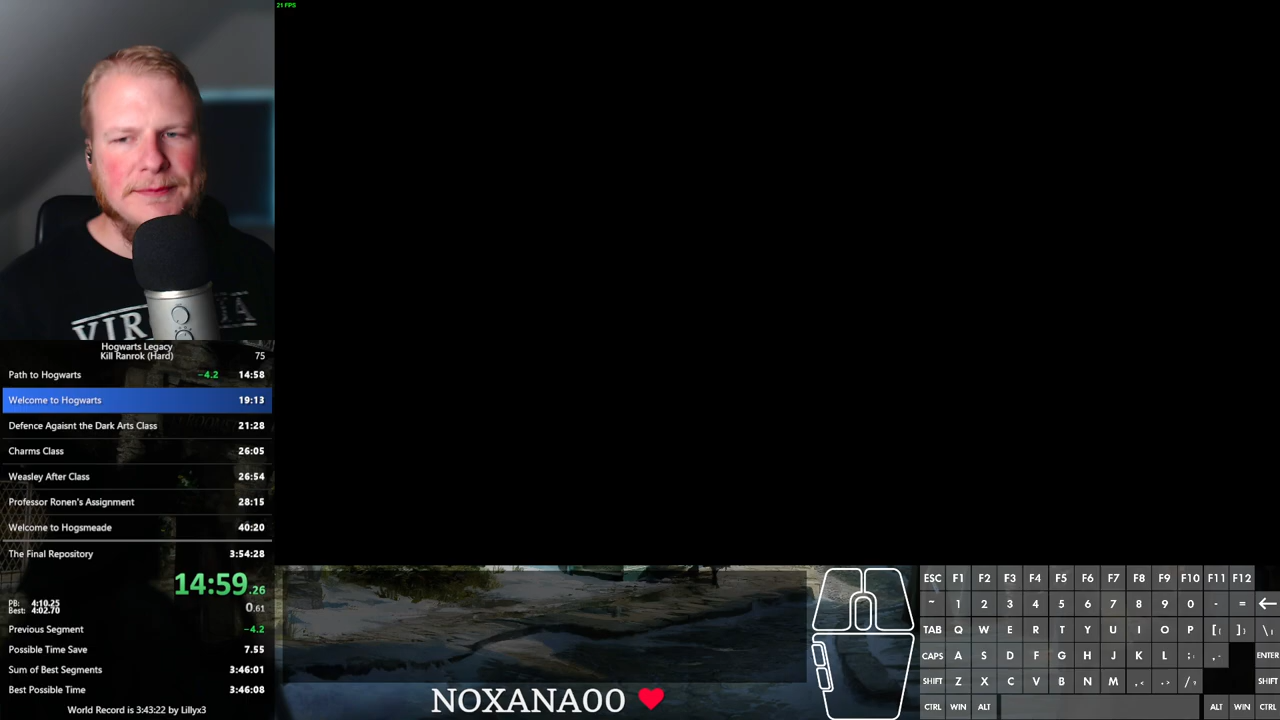 21 FPS
VIR
Hogwarts Legacy
Kill Ranrok (Hard) 75
Path to Hogwarts −4.2 14:58
Welcome to Hogwarts 19:13
Defence Agaisnt the Dark Arts Class 21:28
Charms Class 26:05
Weasley After Class 26:54
Professor Ronen's Assignment 28:15
Welcome to Hogsmeade 40:20
The Final Repository 3:54:28
14:59.26
PB: 4:10.25
Best: 4:02.70
0.61
Previous Segment −4.2
Possible Time Save 7.55
Sum of Best Segments 3:46:01
Best Possible Time 3:46:08
World Record is 3:43:22 by Lillyx3
NOXANA00 ❤
ESC F1 F2 F3 F4 F5 F6 F7 F8 F9 F10 F11 F12
~ 1 2 3 4 5 6 7 8 9 0 - = ←
TAB Q W E R T Y U I O P [{ ]} \
CAPS A S D F G H J K L ;: ENTER
SHIFT Z X C V B N M ,< .> /? SHIFT
CTRL WIN ALT ALT WIN CTRL